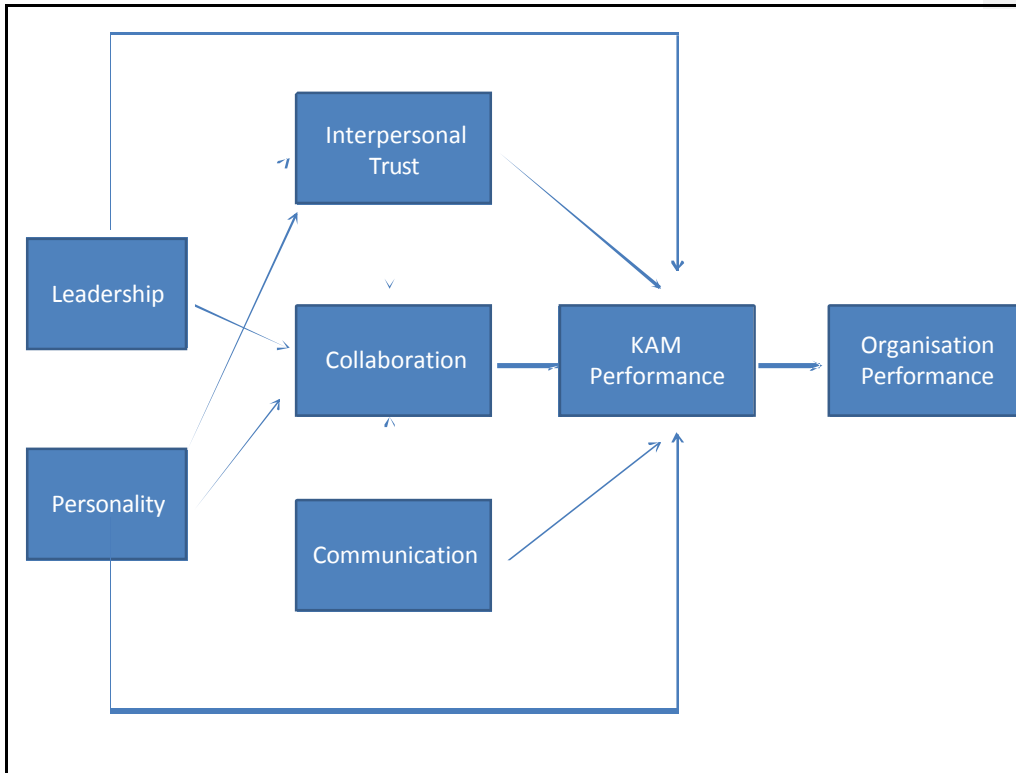 Interpersonal
Trust
Leadership
Collaboration
KAM
Performance
Organisation
Performance
Personality
Communication